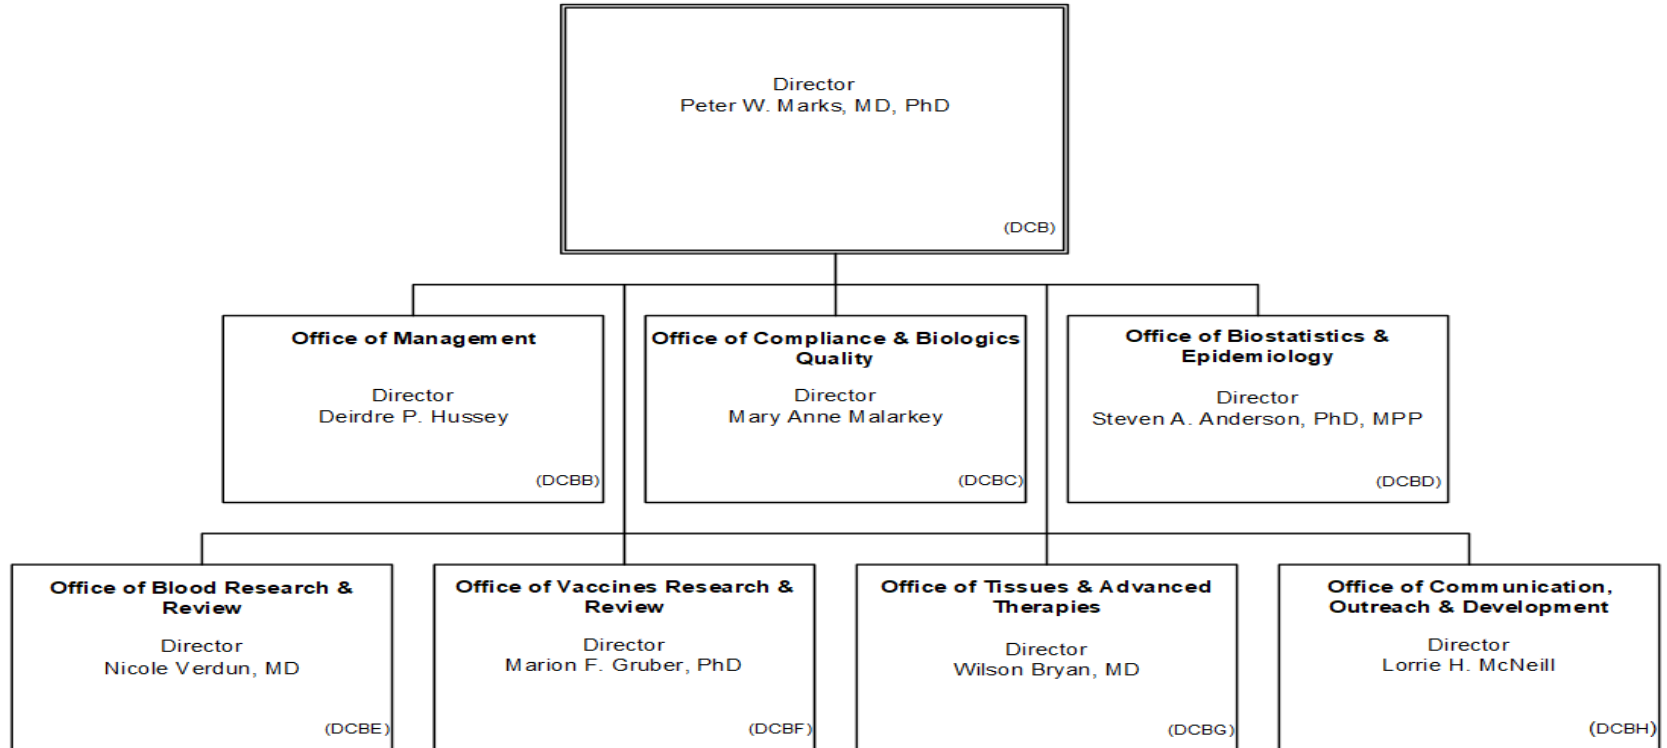 Director
Peter W. Marks, MD, PhD
(DCB)
Office of Management
Director
Deirdre P. Hussey
(DCBB)
Office of Compliance & Biologics
Quality
Director
Mary Anne Malarkey
(DCBC)
Office of Biostatistics &
Epidemiology
Director
Steven A. Anderson, PhD, MPP
(DCBD)
Office of Blood Research &
Review
Director
Nicole Verdun, MD
(DCBE)
Office of Vaccines Research &
Review
Director
Marion F. Gruber, PhD
(DCBF)
Office of Tissues & Advanced
Therapies
Director
Wilson Bryan, MD
(DCBG)
Office of Communication,
Outreach & Development
Director
Lorrie H. McNeill
(DCBH)